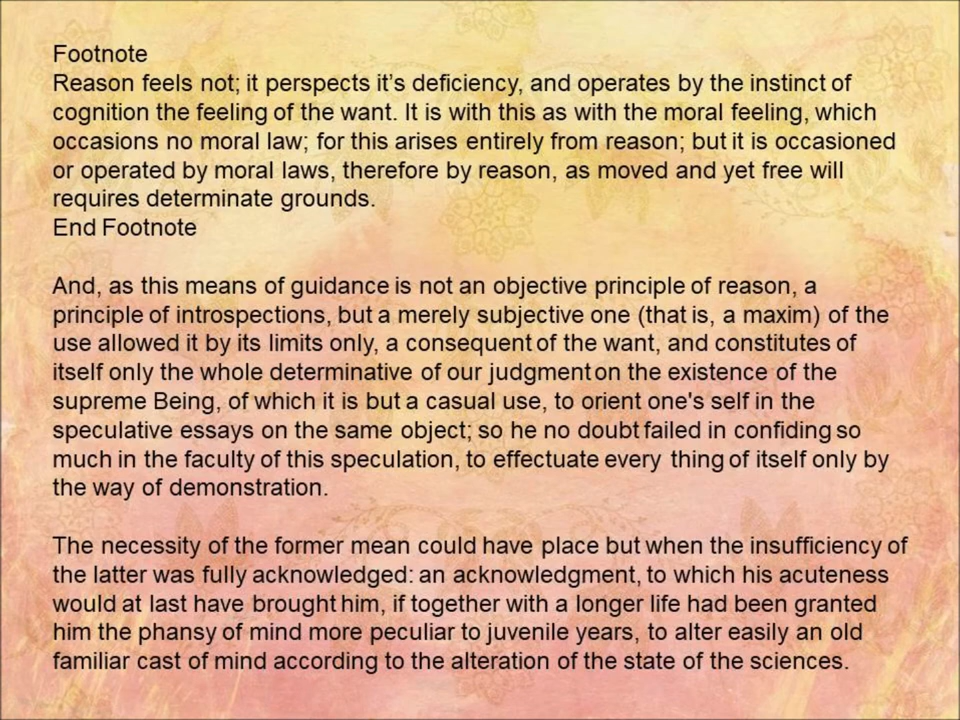 Footnote
Reason feels not; it perspects it’s deficiency, and operates by the instinct of
cognition the feeling of the want. It is with this as with the moral feeling, which
occasions no moral law; for this arises entirely from reason; but it is occasioned
or operated by moral laws, therefore by reason, as moved and yet free will
requires determinate grounds.
End Footnote
And, as this means of guidance is not an objective principle of reason, a
principle of introspections, but a merely subjective one (that is, a maxim) of the
use allowed it by its limits only, a consequent of the want, and constitutes of
itself only the whole determinative of our judgment on the existence of the
supreme Being, of which it is but a casual use, to orient one's self in the
speculative essays on the same object; so he no doubt failed in confiding so
much in the faculty of this speculation, to effectuate every thing of itself only by
the way of demonstration.
The necessity of the former mean could have place but when the insufficiency of
the latter was fully acknowledged: an acknowledgment, to which his acuteness
would at last have brought him, if together with a longer life had been granted
him the phansy of mind more peculiar to juvenile years, to alter easily an old
familiar cast of mind according to the alteration of the state of the sciences.